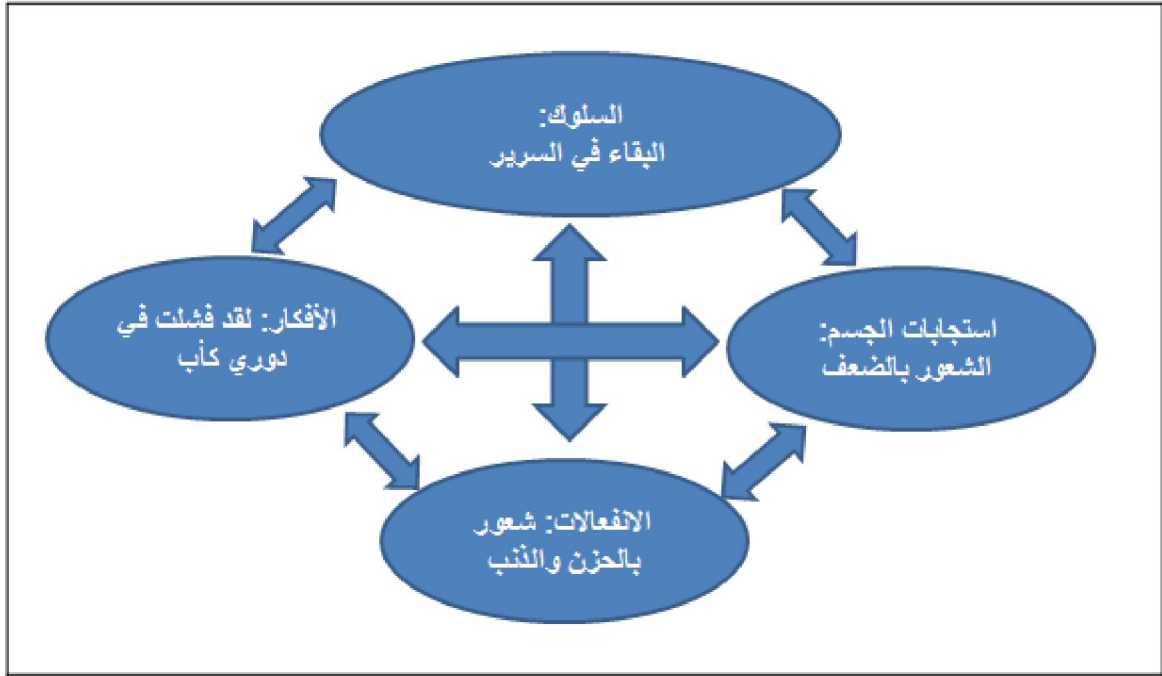 السلوك:
البقاء في السرير
استجابات الجسم:
الشعور بالضعف
الأفكار: لقد فشلت في
دوري كأب
الانفعالات: شعور
بالحزن والذنب